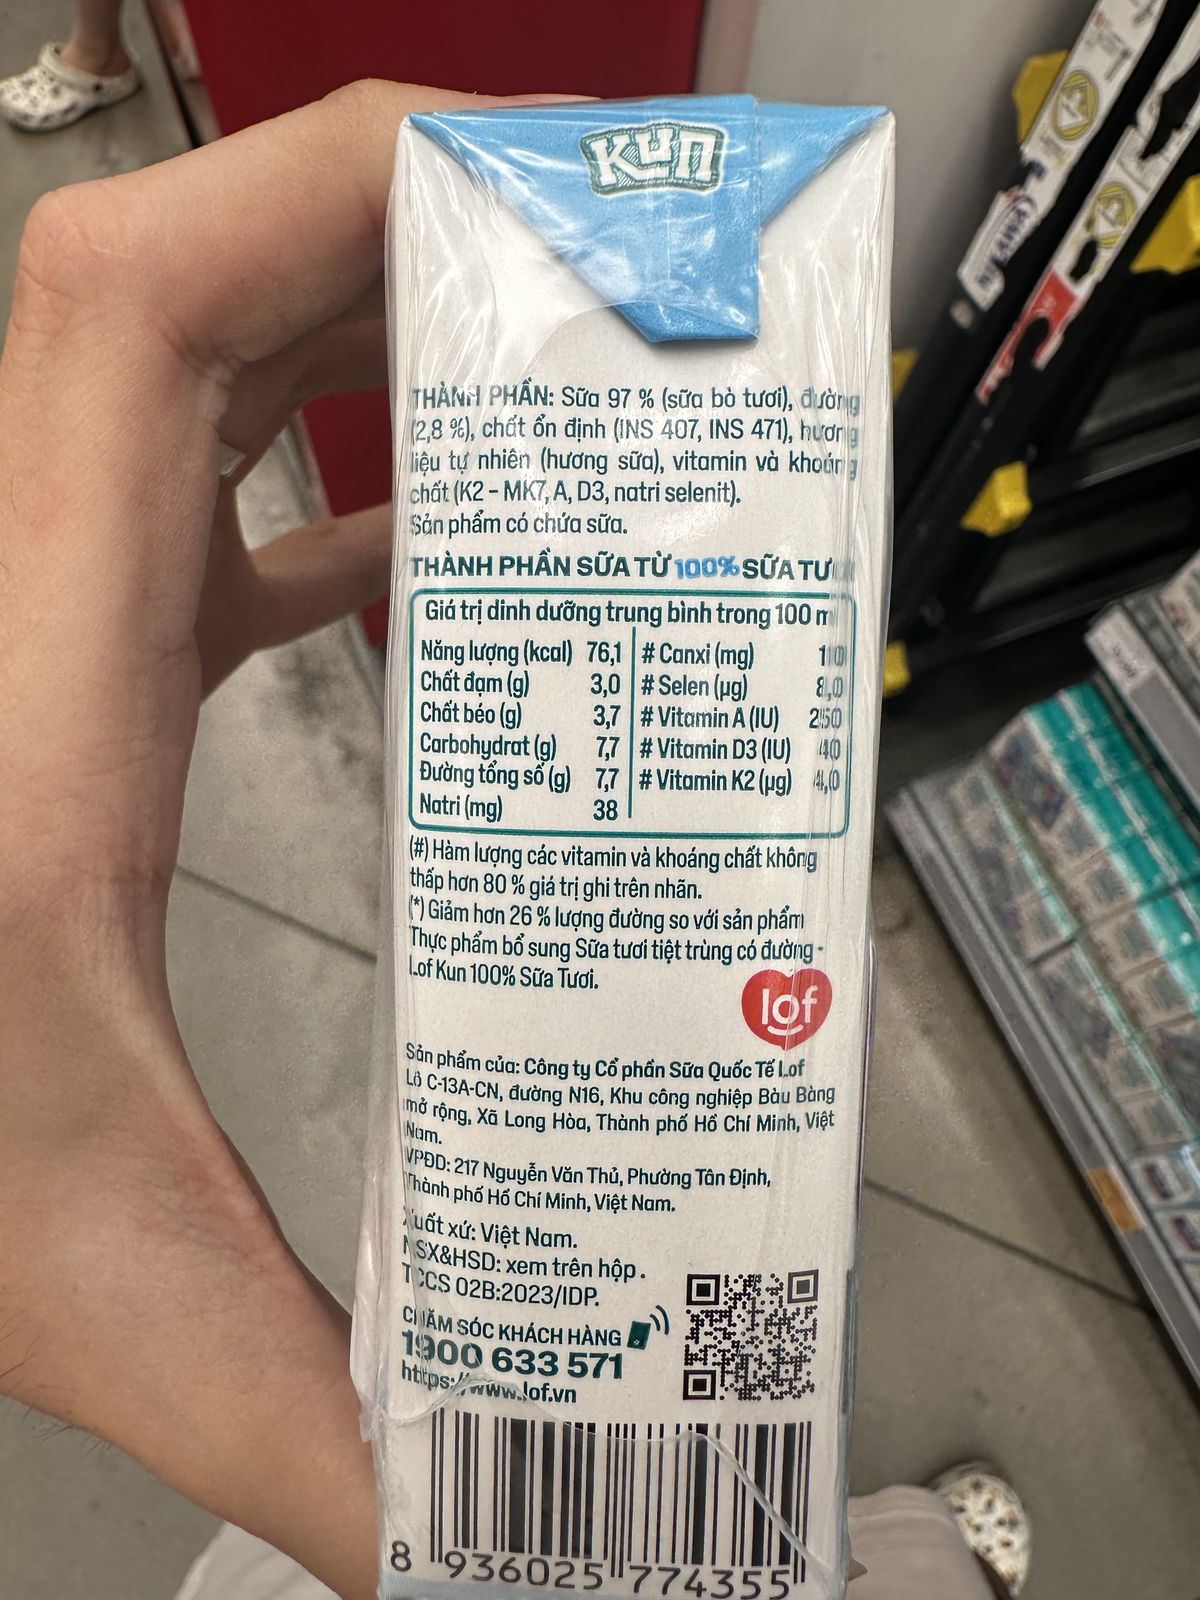 Kun
THÀNH PHẦN: Sữa 97 % (sữa bò tươi), đường
(2,8 %), chất ổn định (INS 407, INS 471), hương
liệu tự nhiên (hương sữa), vitamin và khoáng
chất (K2 - MK7, A, D3, natri selenit).
Sản phẩm có chứa sữa.
THÀNH PHẦN SỮA TỪ 100% SỮA TƯ
Giá trị dinh dưỡng trung bình trong 100 m
Năng lượng (kcal) 76,1 # Canxi (mg) 110
Chất đạm (g) 3,0 # Selen (µg) 8,0
Chất béo (g) 3,7 # Vitamin A (IU) 250
Carbohydrat (g) 7,7 # Vitamin D3 (IU) 40
Đường tổng số (g) 7,7 # Vitamin K2 (µg) 4,0
Natri (mg) 38
(#) Hàm lượng các vitamin và khoáng chất không
thấp hơn 80 % giá trị ghi trên nhãn.
(*) Giảm hơn 26 % lượng đường so với sản phẩm
Thực phẩm bổ sung Sữa tươi tiệt trùng có đường -
Lof Kun 100% Sữa Tươi.
lof
Sản phẩm của: Công ty Cổ phần Sữa Quốc Tế Lof
Lô C-13A-CN, đường N16, Khu công nghiệp Bàu Bàng
mở rộng, Xã Long Hòa, Thành phố Hồ Chí Minh, Việt
Nam.
VPĐD: 217 Nguyễn Văn Thủ, Phường Tân Định,
Thành phố Hồ Chí Minh, Việt Nam.
Xuất xứ: Việt Nam.
NSX&HSD: xem trên hộp.
TCCS 02B:2023/IDP.
CHĂM SÓC KHÁCH HÀNG
1900 633 571
https://www.lof.vn
8 936025 774355